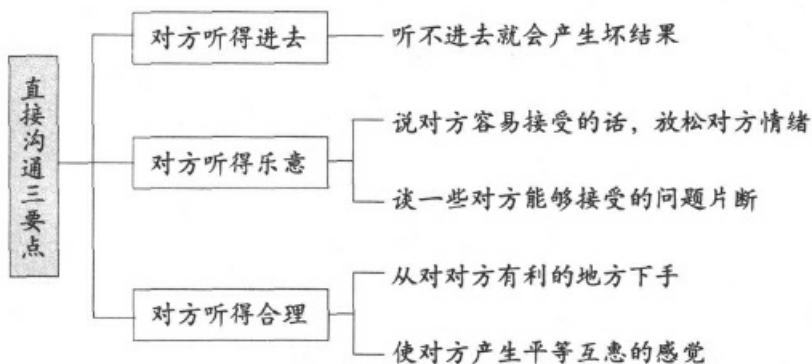 直接沟通三要点
对方听得进去
听不进去就会产生坏结果
对方听得乐意
说对方容易接受的话，放松对方情绪
谈一些对方能够接受的问题片断
对方听得合理
从对对方有利的地方下手
使对方产生平等互惠的感觉